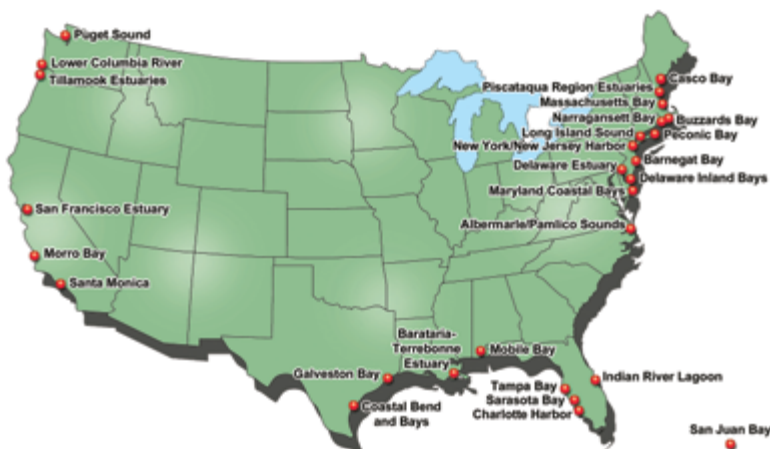 Puget Sound
Lower Columbia River
Tillamook Estuaries
San Francisco Estuary
Morro Bay
Santa Monica
Casco Bay
Piscataqua Region Estuaries
Massachusetts Bay
Narragansett Bay
Buzzards Bay
Long Island Sound
Peconic Bay
New York/New Jersey Harbor
Barnegat Bay
Delaware Estuary
Delaware Inland Bays
Maryland Coastal Bays
Albermarle/Pamlico Sounds
Barataria-
Terrebonne
Estuary
Mobile Bay
Galveston Bay
Coastal Bend
and Bays
Indian River Lagoon
Tampa Bay
Sarasota Bay
Charlotte Harbor
San Juan Bay